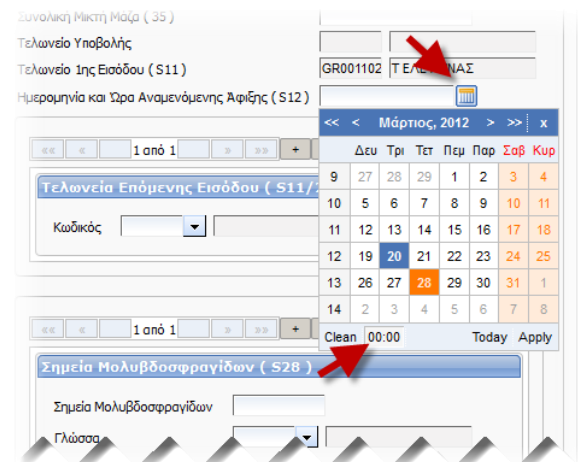 Συνολική Μικτή Μάζα ( 35 )
Τελωνείο Υποβολής
Τελωνείο 1ης Εισόδου ( S11 ) GR001102
Ημερομηνία και Ώρα Αναμενόμενης Άφιξης ( S12 )
<< < Μάρτιος, 2012 > >> x
Δευ Τρι Τετ Πεμ Παρ Σαβ Κυρ
9 27 28 29 1 2 3 4
10 5 6 7 8 9 10 11
11 12 13 14 15 16 17 18
12 19 20 21 22 23 24 25
13 26 27 28 29 30 31 1
14 2 3 4 5 6 7 8
Clean 00:00 Today Apply
«« « 1 από 1 » »» +
Τελωνεία Επόμενης Εισόδου ( S11/
Κωδικός
«« « 1 από 1 » »» +
Σημεία Μολυβδοσφραγίδων ( S28 )
Σημεία Μολυβδοσφραγίδων
Γλώσσα